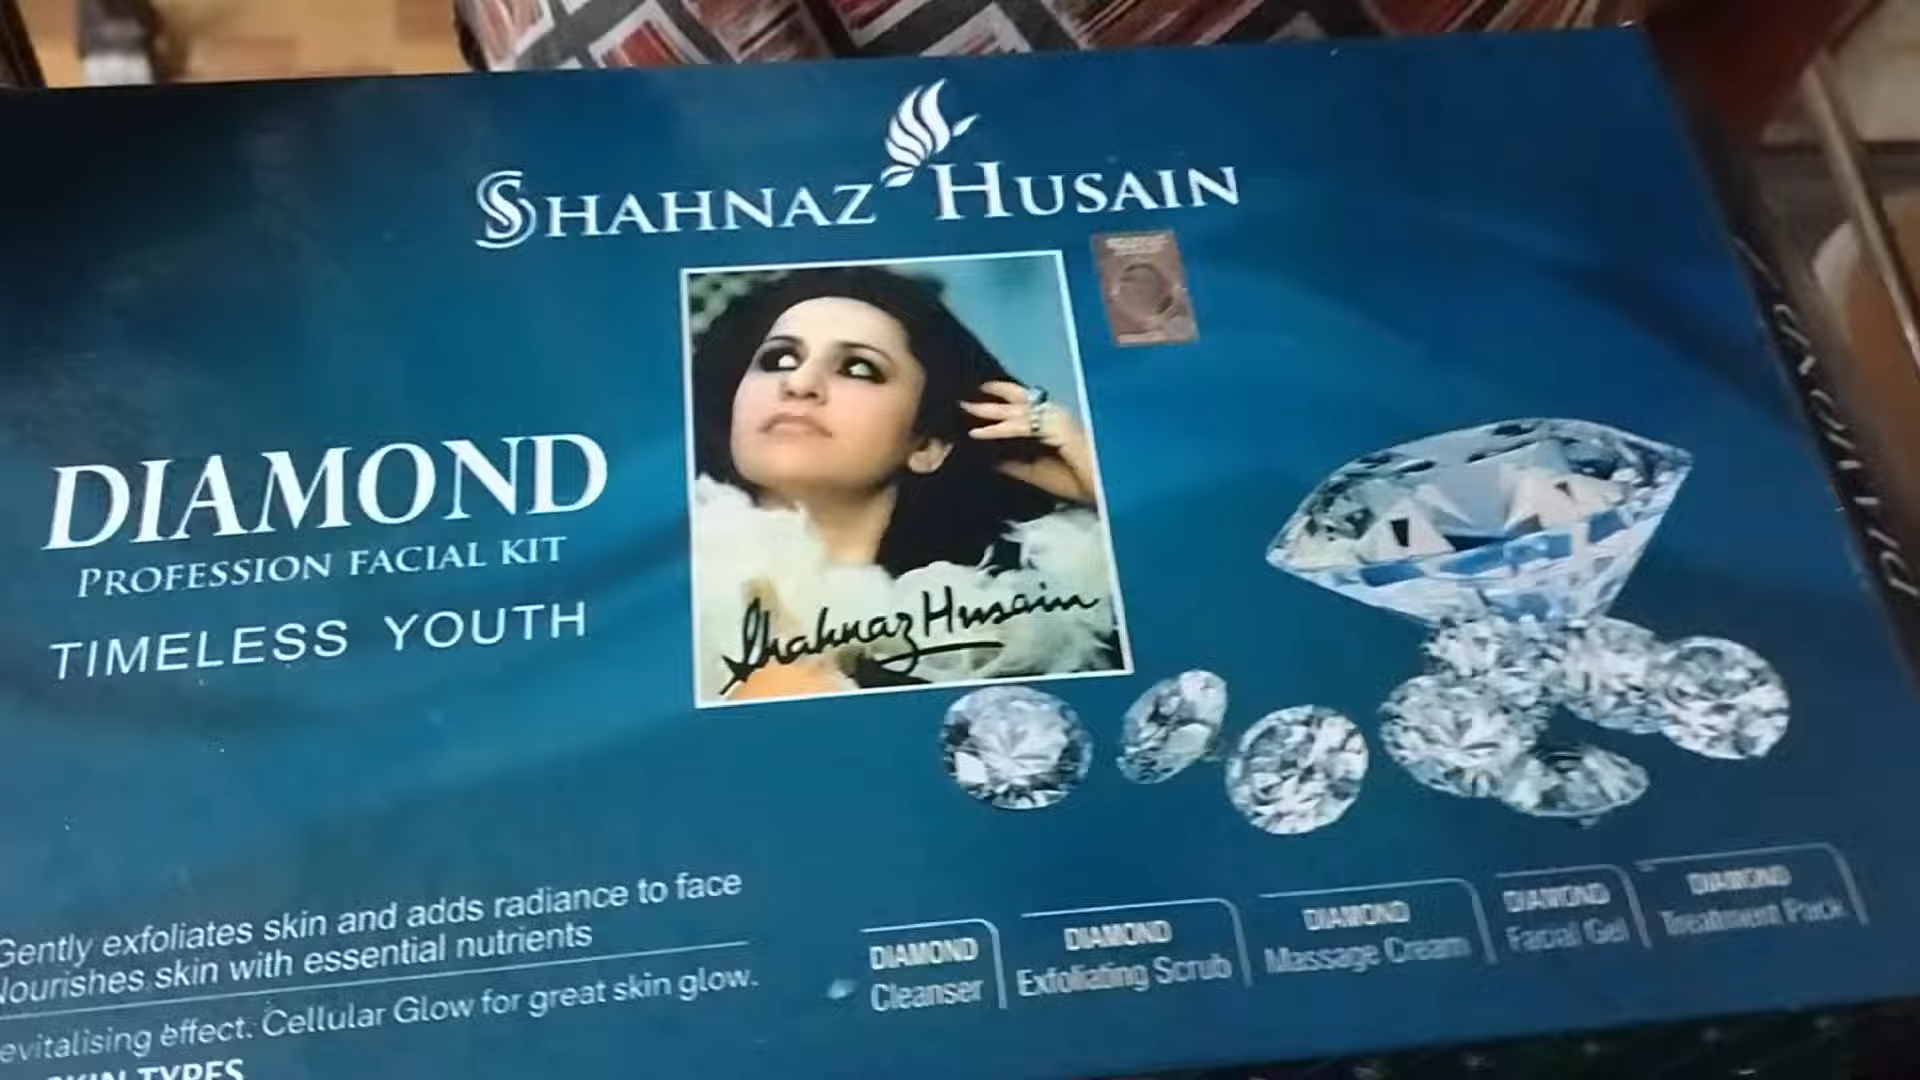 SHAHNAZ HUSAIN
DIAMOND
PROFESSION FACIAL KIT
TIMELESS YOUTH
Shahnaz Husain
Gently exfoliates skin and adds radiance to face
Nourishes skin with essential nutrients
evitalising effect. Cellular Glow for great skin glow.
SKIN TYPES
DIAMOND
Cleanser
DIAMOND
Exfoliating Scrub
DIAMOND
Massage Cream
DIAMOND
Facial Gel
DIAMOND
Treatment Pack